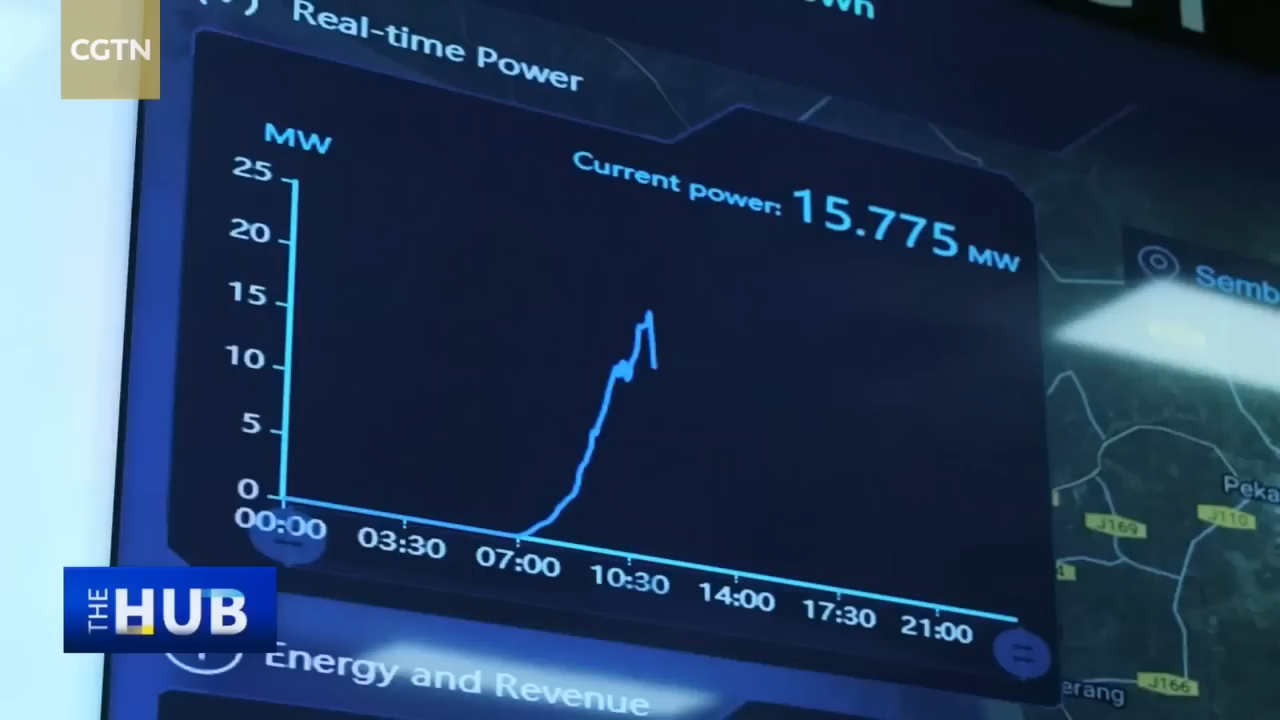 CGTN
Real-time Power
MW
Current power: 15.775 MW
25
20
15
10
5
0
00:00
03:30
07:00
10:30
14:00
17:30
21:00
Energy and Revenue
THE HUB
J169
J110
J166